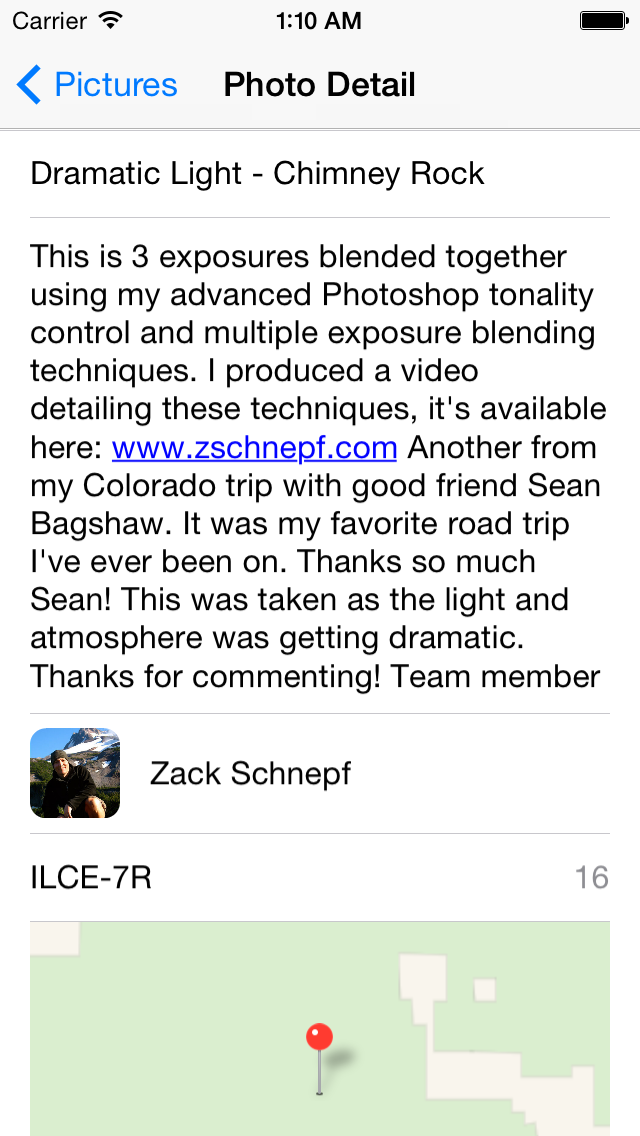 Carrier 1:10 AM
Pictures Photo Detail
Dramatic Light - Chimney Rock
This is 3 exposures blended together
using my advanced Photoshop tonality
control and multiple exposure blending
techniques. I produced a video
detailing these techniques, it's available
here: www.zschnepf.com Another from
my Colorado trip with good friend Sean
Bagshaw. It was my favorite road trip
I've ever been on. Thanks so much
Sean! This was taken as the light and
atmosphere was getting dramatic.
Thanks for commenting! Team member
Zack Schnepf
ILCE-7R 16